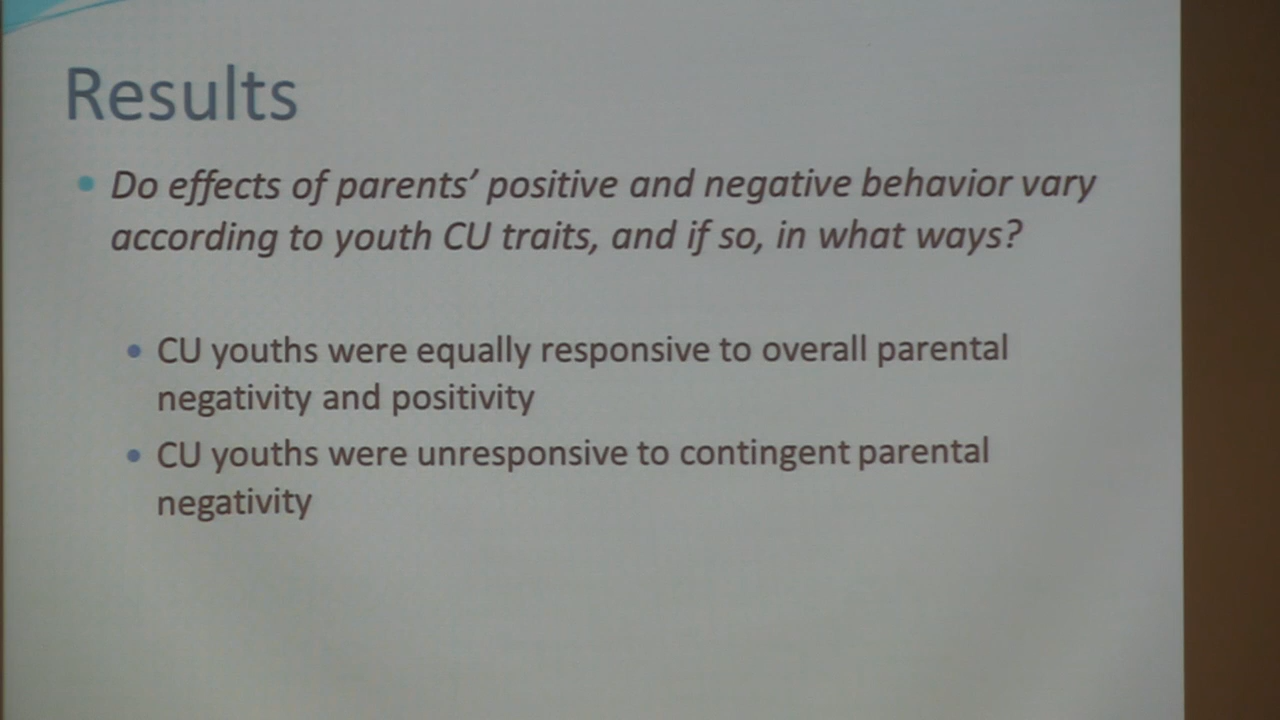 Results
• Do effects of parents’ positive and negative behavior vary
according to youth CU traits, and if so, in what ways?
• CU youths were equally responsive to overall parental
negativity and positivity
• CU youths were unresponsive to contingent parental
negativity